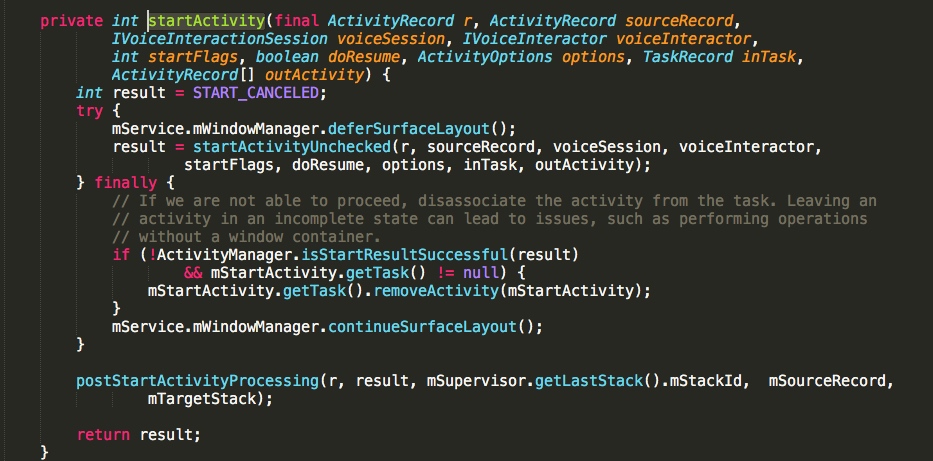 private int startActivity(final ActivityRecord r, ActivityRecord sourceRecord,
IVoiceInteractionSession voiceSession, IVoiceInteractor voiceInteractor,
int startFlags, boolean doResume, ActivityOptions options, TaskRecord inTask,
ActivityRecord[] outActivity) {
int result = START_CANCELED;
try {
mService.mWindowManager.deferSurfaceLayout();
result = startActivityUnchecked(r, sourceRecord, voiceSession, voiceInteractor,
startFlags, doResume, options, inTask, outActivity);
} finally {
// If we are not able to proceed, disassociate the activity from the task. Leaving an
// activity in an incomplete state can lead to issues, such as performing operations
// without a window container.
if (!ActivityManager.isStartResultSuccessful(result)
&& mStartActivity.getTask() != null) {
mStartActivity.getTask().removeActivity(mStartActivity);
}
mService.mWindowManager.continueSurfaceLayout();
}
postStartActivityProcessing(r, result, mSupervisor.getLastStack().mStackId,  mSourceRecord,
mTargetStack);
return result;
}